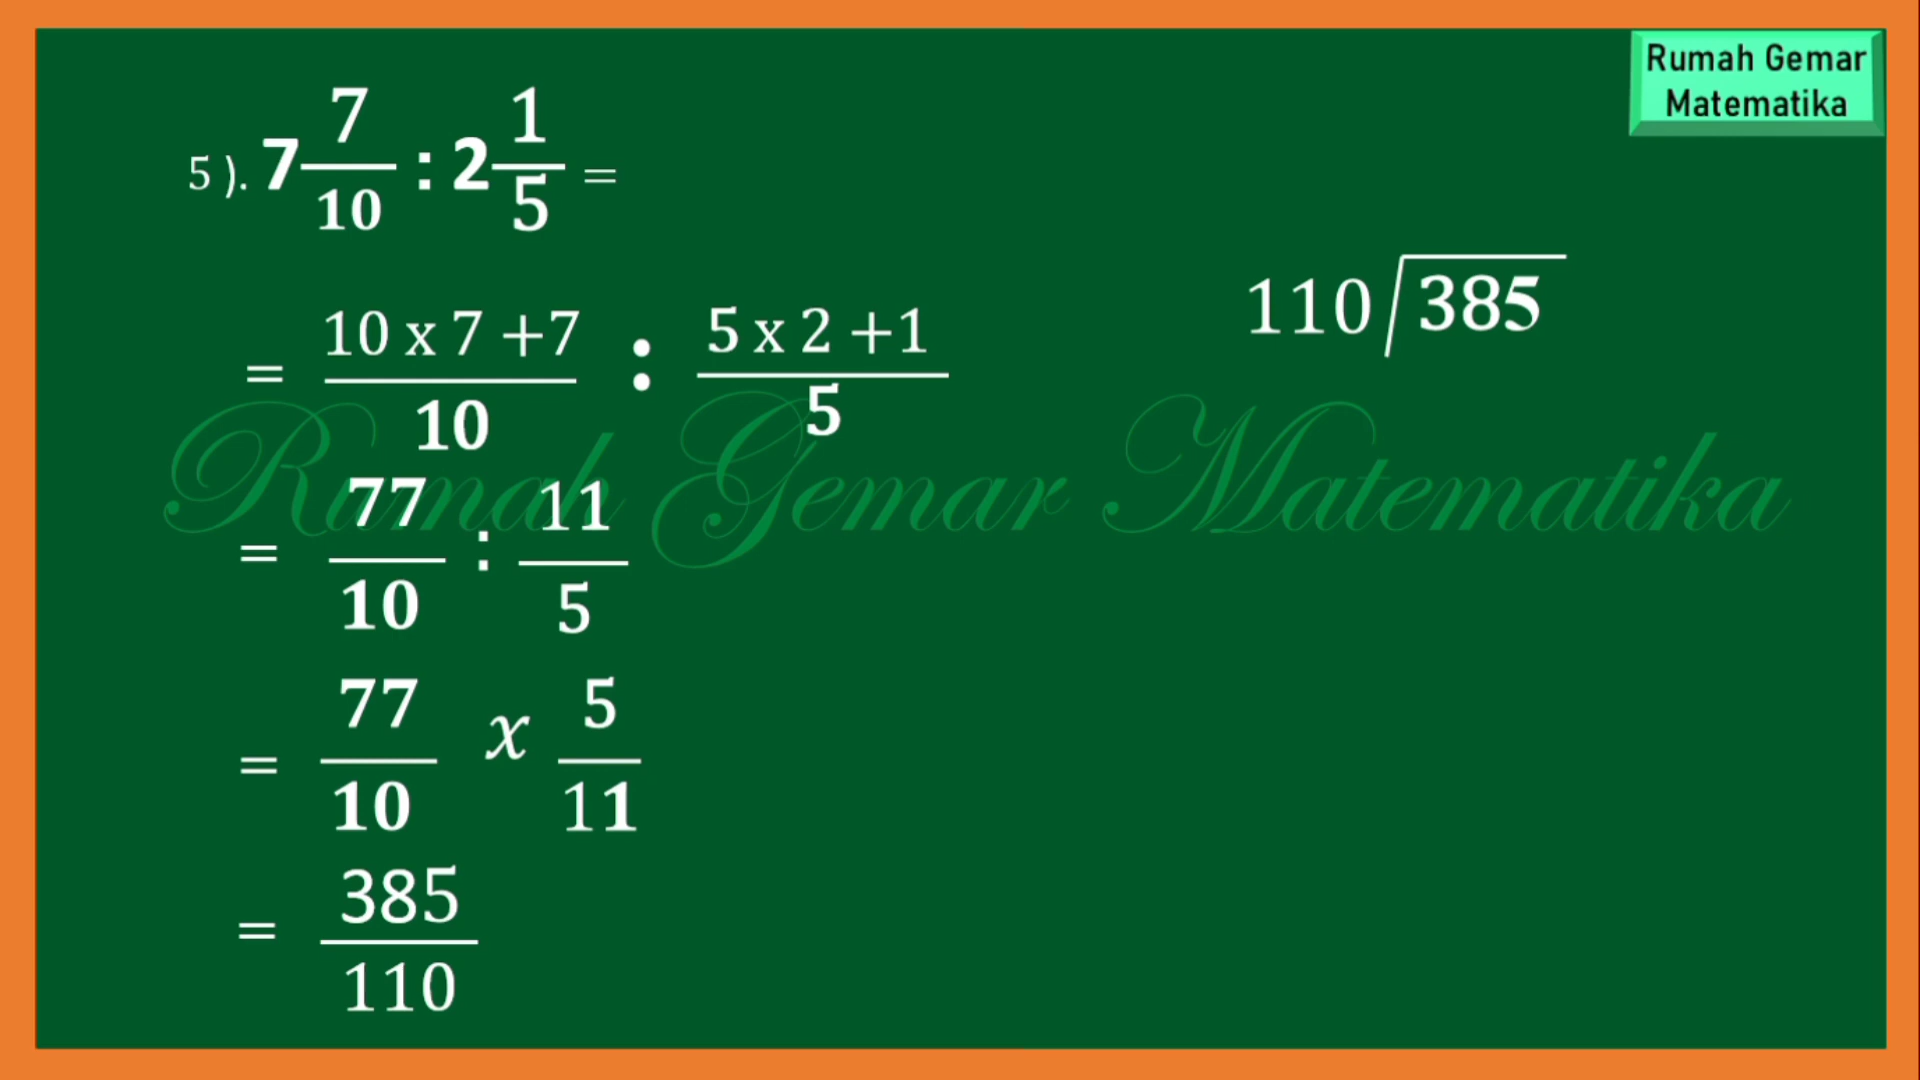 Rumah Gemar
Matematika
5 ). 7 7/10 : 2 1/5 =
= 10 x 7 +7 / 10 : 5 x 2 +1 / 5
110 385
Rumah Gemar Matematika
= 77/10 : 11/5
= 77/10 x 5/11
= 385/110